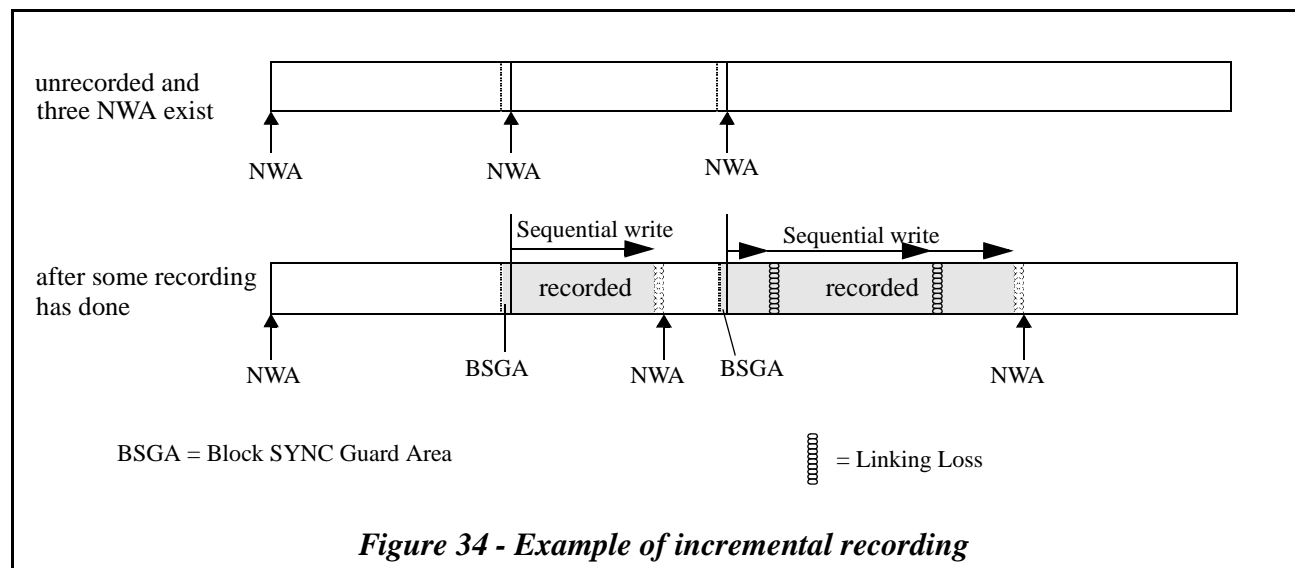 unrecorded and
three NWA exist
NWA
NWA
NWA
Sequential write
Sequential write
after some recording
has done
recorded
recorded
NWA
BSGA
NWA
BSGA
NWA
BSGA = Block SYNC Guard Area
= Linking Loss
Figure 34 - Example of incremental recording